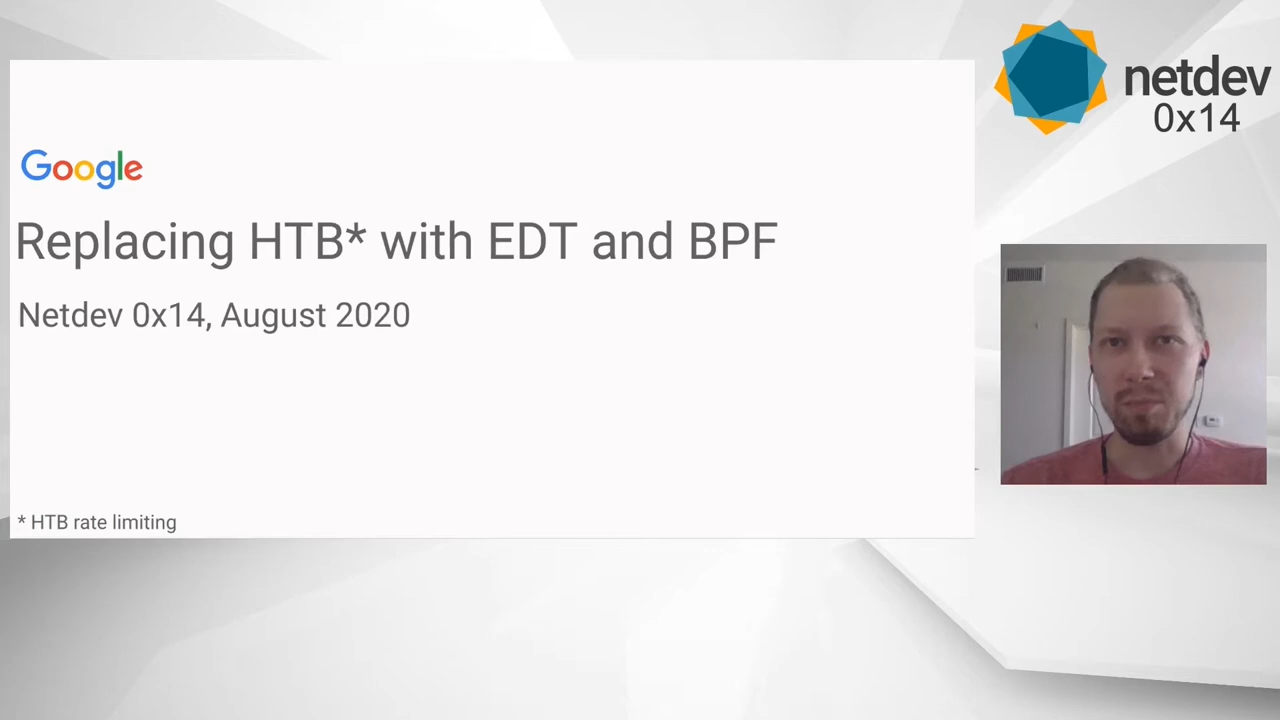 Google
Replacing HTB* with EDT and BPF
Netdev 0x14, August 2020
* HTB rate limiting
netdev
0x14